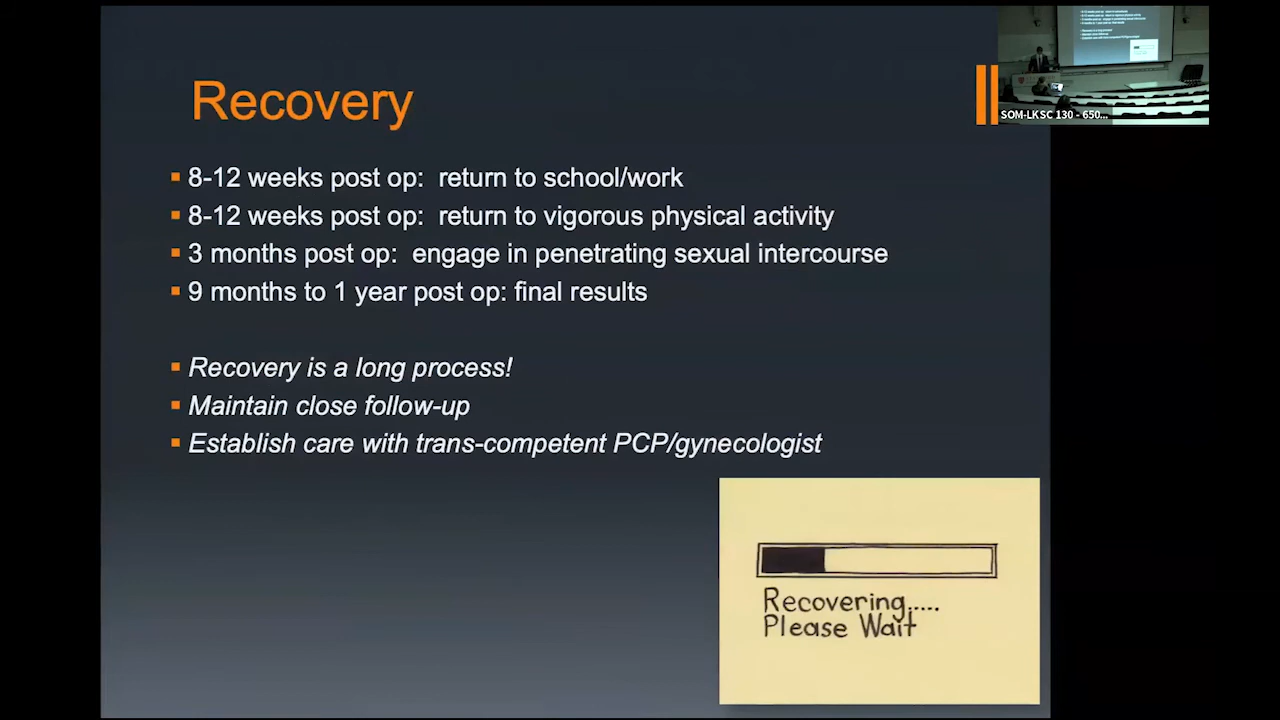 Recovery
8-12 weeks post op: return to school/work
8-12 weeks post op: return to vigorous physical activity
3 months post op: engage in penetrating sexual intercourse
9 months to 1 year post op: final results
Recovery is a long process!
Maintain close follow-up
Establish care with trans-competent PCP/gynecologist
Recovering.....
Please Wait
SOM-LKSC 130 - 650...